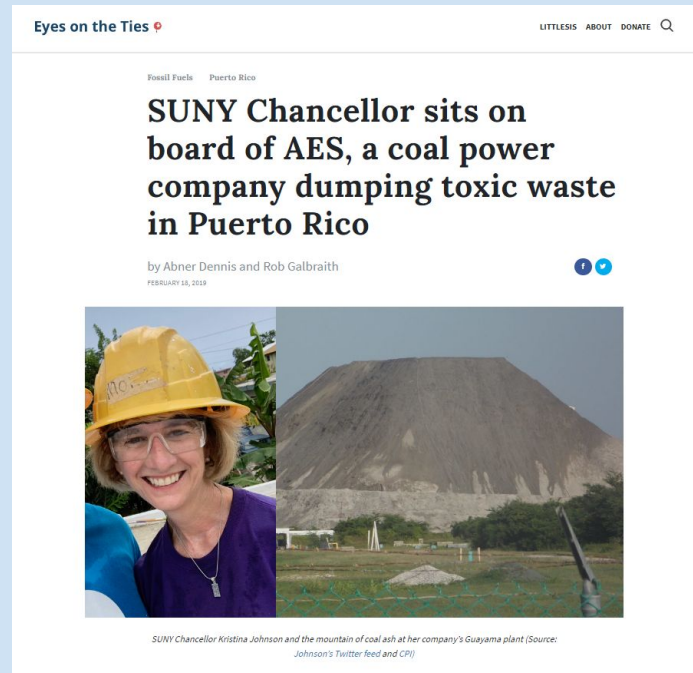 Eyes on the Ties
LITTLESIS ABOUT DONATE
Fossil Fuels Puerto Rico
SUNY Chancellor sits on
board of AES, a coal power
company dumping toxic waste
in Puerto Rico
by Abner Dennis and Rob Galbraith
FEBRUARY 18, 2019
SUNY Chancellor Kristina Johnson and the mountain of coal ash at her company's Guayama plant (Source:
Johnson's Twitter feed and CPI)